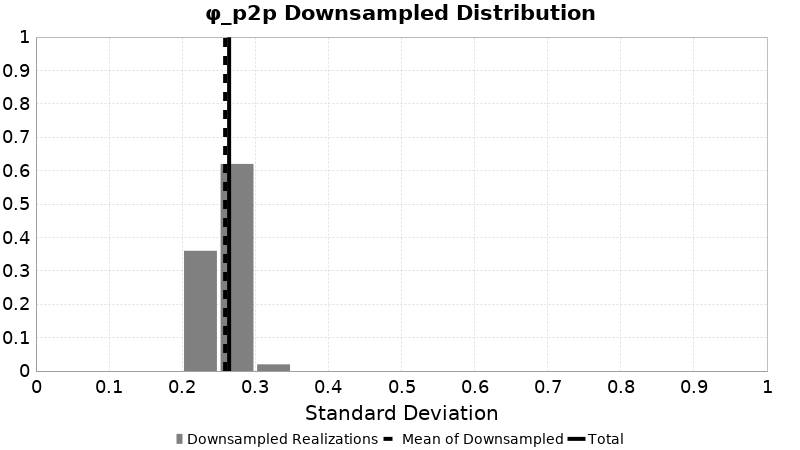 φ_p2p Downsampled Distribution
1
0.9
0.8
0.7
0.6
0.5
0.4
0.3
0.2
0.1
0
0 0.1 0.2 0.3 0.4 0.5 0.6 0.7 0.8 0.9 1
Standard Deviation
Downsampled Realizations Mean of Downsampled Total